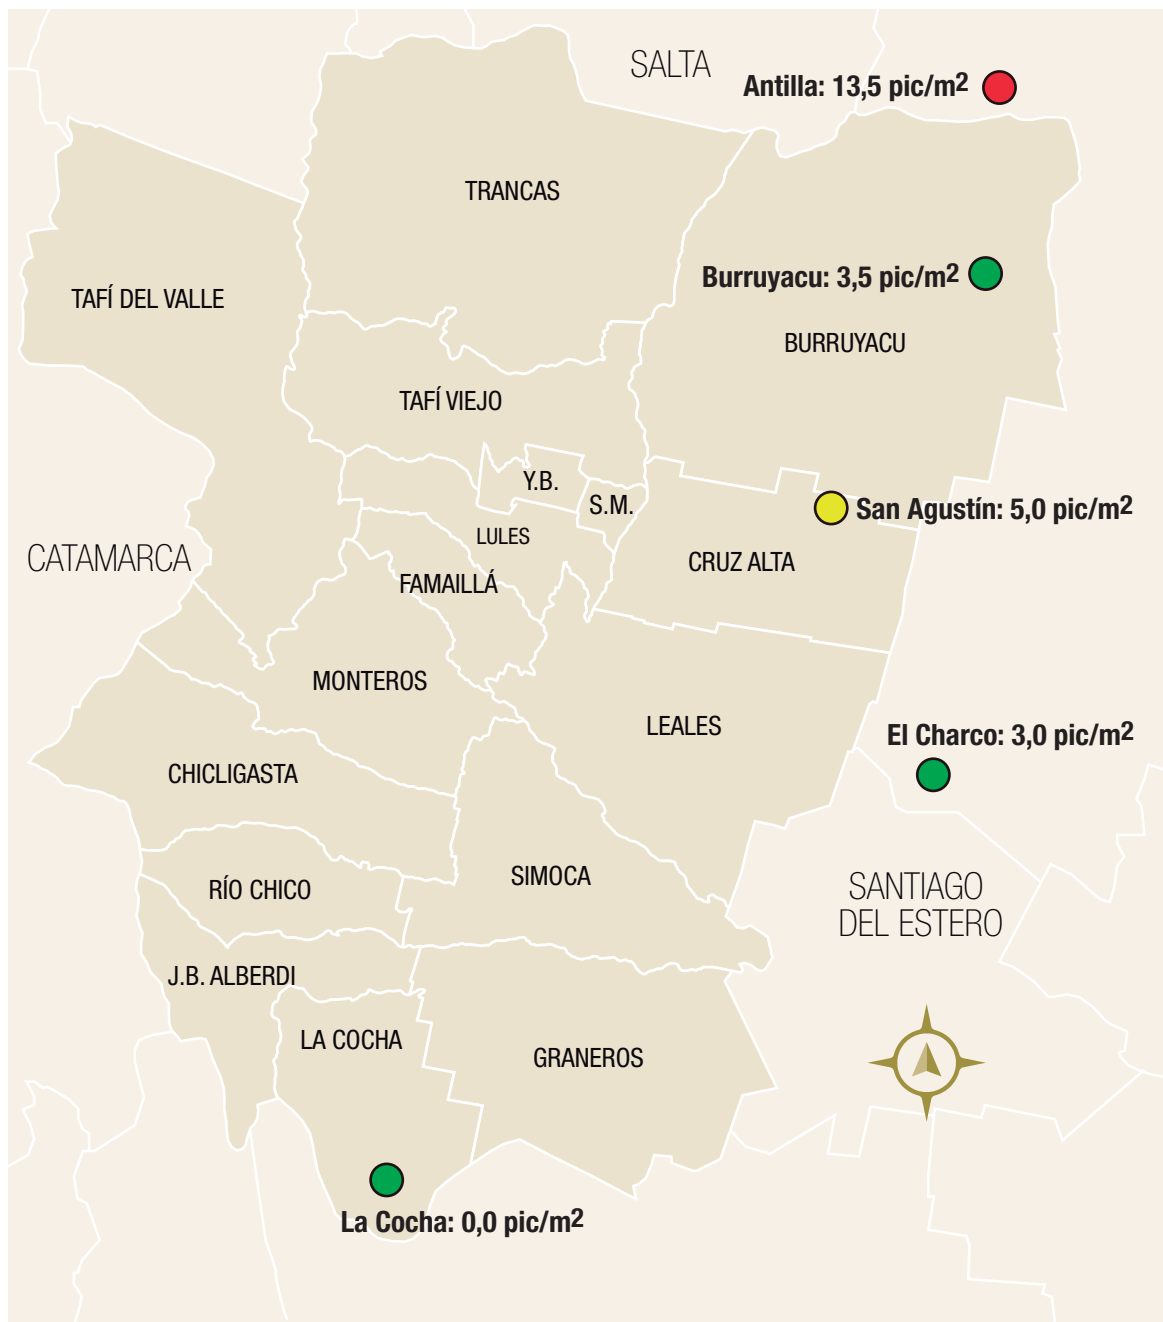 SALTA
Antilla: 13,5 pic/m2
TRANCAS
Burruyacu: 3,5 pic/m2
TAFÍ DEL VALLE
BURRUYACU
TAFÍ VIEJO
Y.B.
S.M.
San Agustín: 5,0 pic/m2
LULES
CATAMARCA
CRUZ ALTA
FAMAILLÁ
MONTEROS
LEALES
El Charco: 3,0 pic/m2
CHICLIGASTA
SIMOCA
RÍO CHICO
SANTIAGO
DEL ESTERO
J.B. ALBERDI
LA COCHA
GRANEROS
La Cocha: 0,0 pic/m2